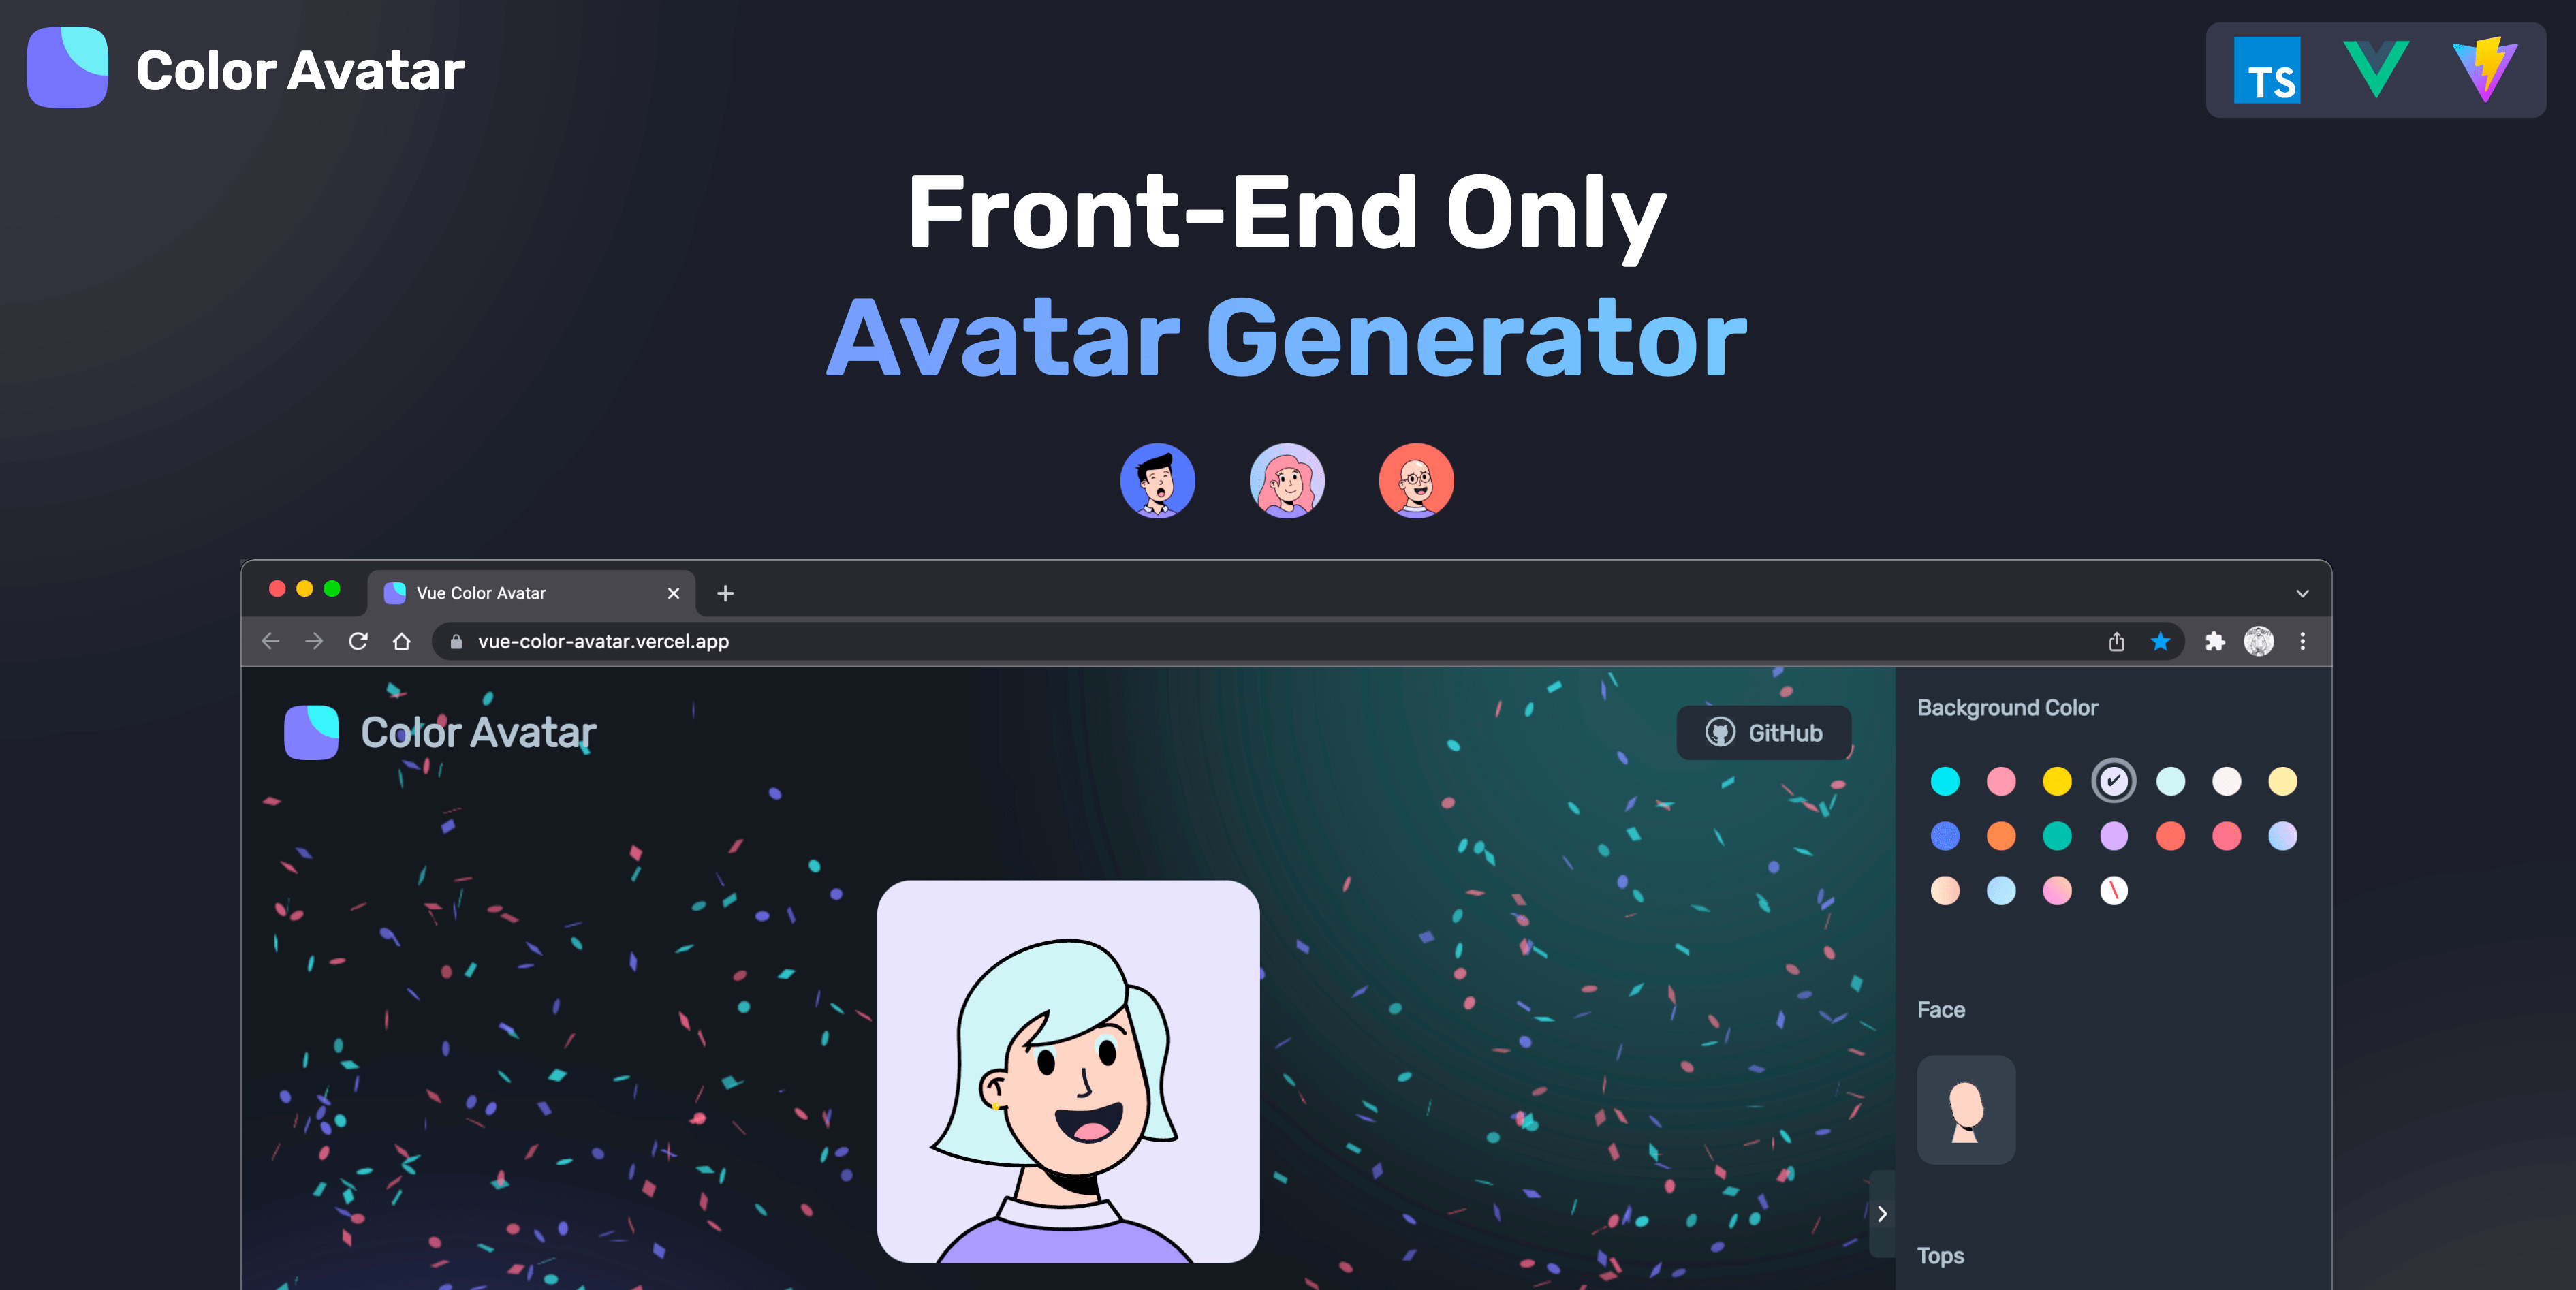 Color Avatar
TS
Front-End Only
Avatar Generator
Vue Color Avatar
vue-color-avatar.vercel.app
Color Avatar
GitHub
Background Color
Face
Tops